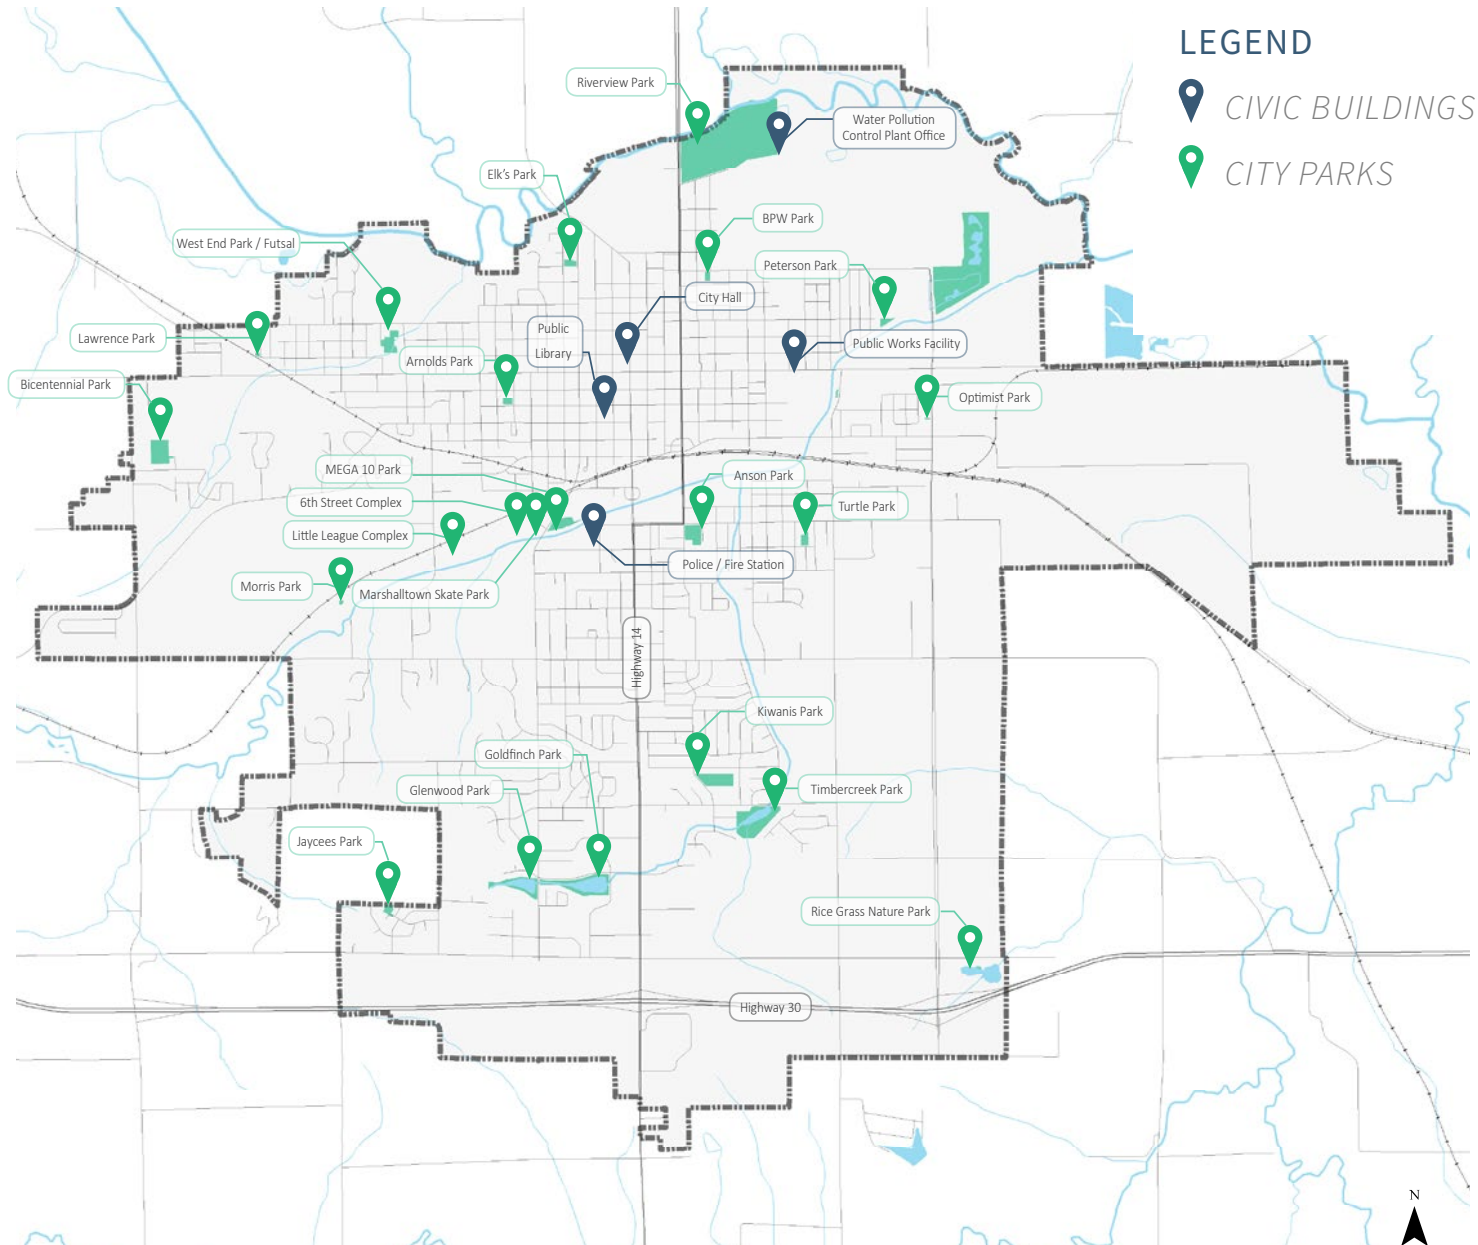 LEGEND
CIVIC BUILDINGS
CITY PARKS
Riverview Park
Water Pollution
Control Plant Office
Elk's Park
BPW Park
West End Park / Futsal
Peterson Park
City Hall
Public
Library
Lawrence Park
Public Works Facility
Arnolds Park
Bicentennial Park
Optimist Park
MEGA 10 Park
Anson Park
6th Street Complex
Turtle Park
Little League Complex
Police / Fire Station
Morris Park
Marshalltown Skate Park
Highway 14
Kiwanis Park
Goldfinch Park
Glenwood Park
Timbercreek Park
Jaycees Park
Rice Grass Nature Park
Highway 30
N